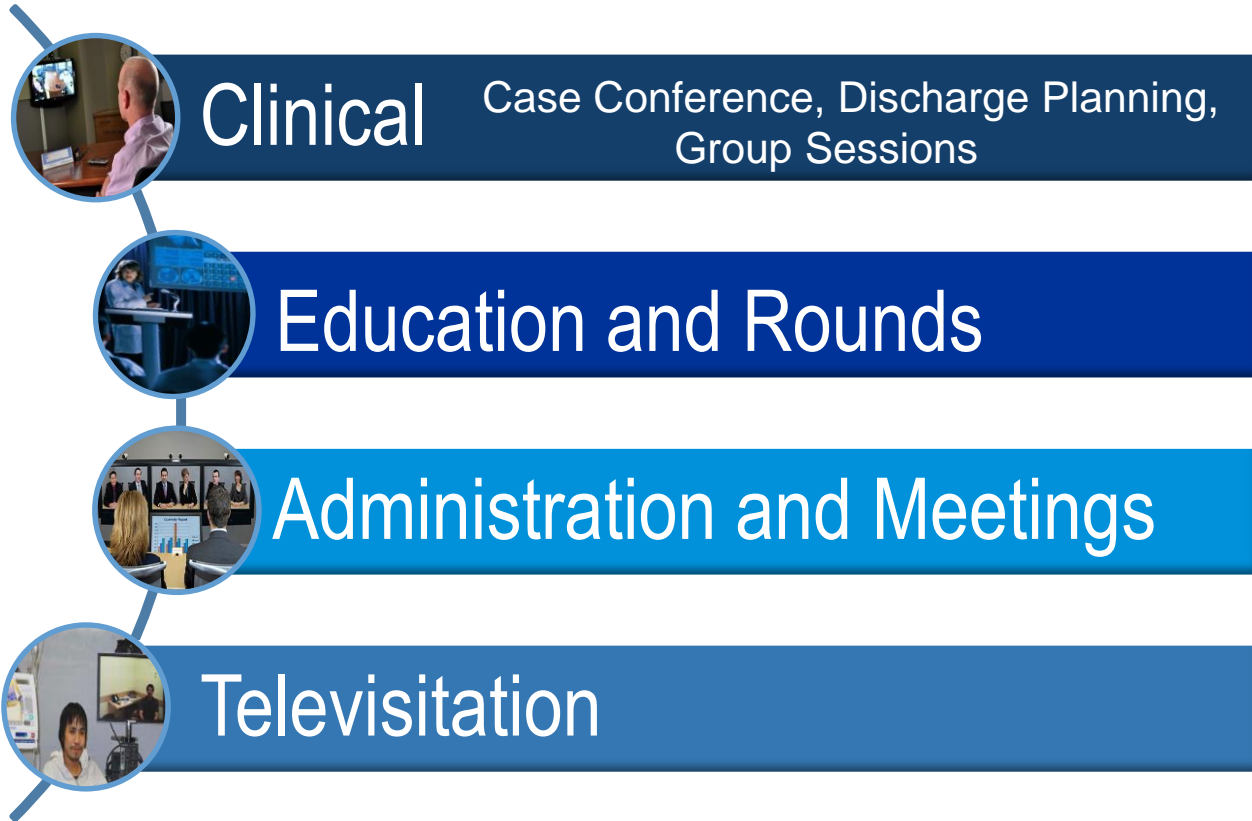 Clinical
Case Conference, Discharge Planning,
Group Sessions
Education and Rounds
Administration and Meetings
Televisitation